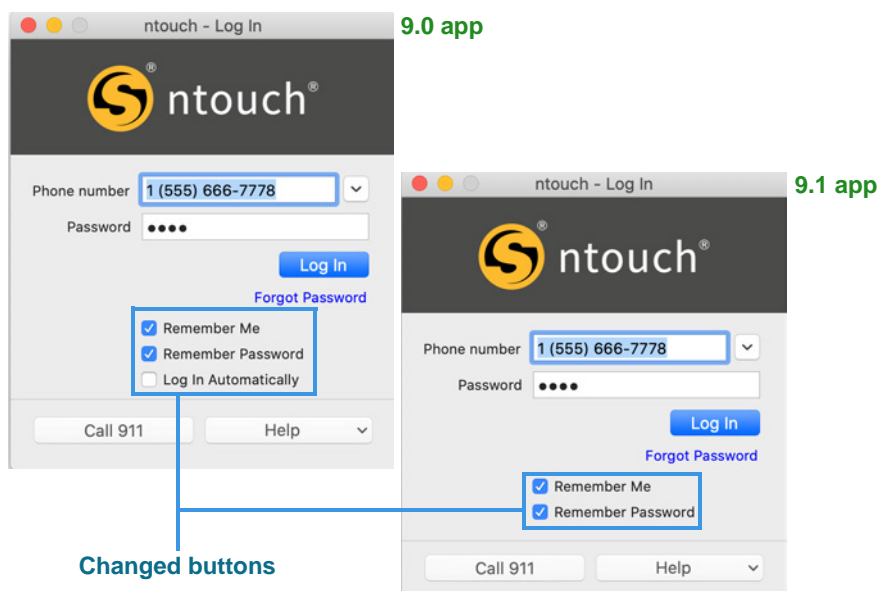 ntouch - Log In
9.0 app
ntouch®
Phone number 1 (555) 666-7778
Password ●●●●
Log In
Forgot Password
Remember Me
Remember Password
Log In Automatically
Call 911 Help
ntouch - Log In
9.1 app
ntouch®
Phone number 1 (555) 666-7778
Password ●●●●
Log In
Forgot Password
Remember Me
Remember Password
Call 911 Help
Changed buttons